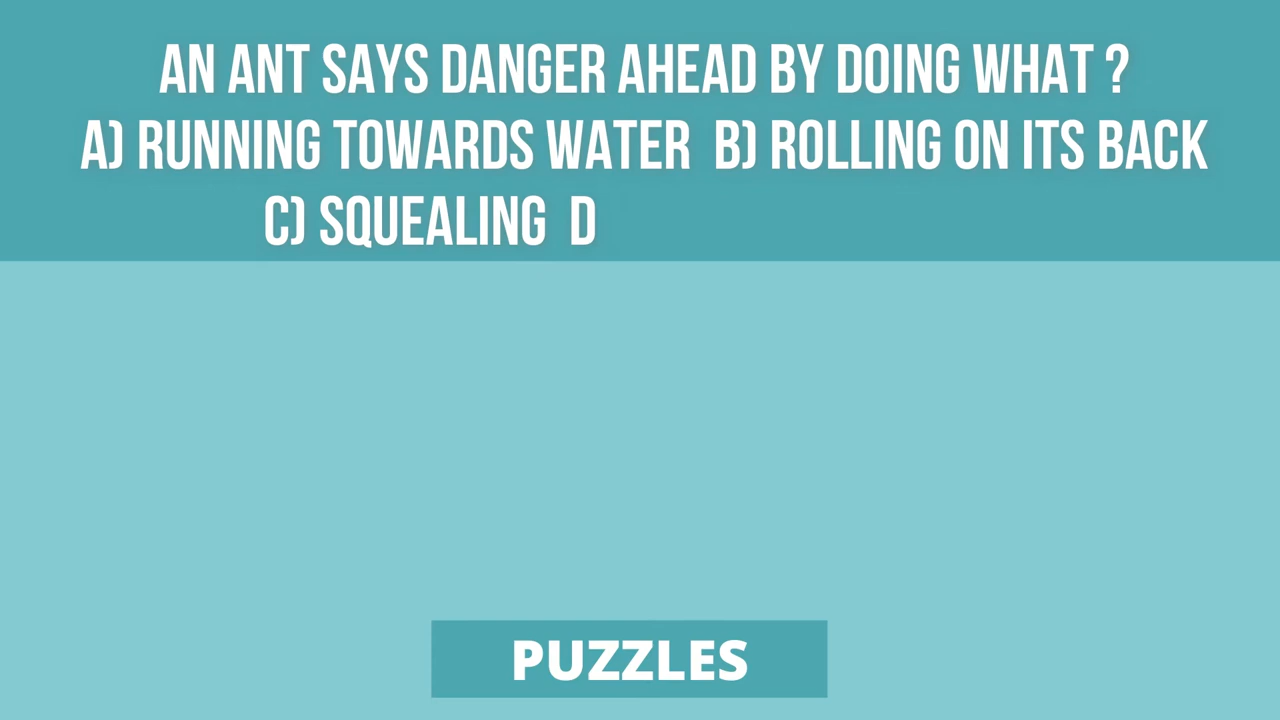 AN ANT SAYS DANGER AHEAD BY DOING WHAT ?
A) RUNNING TOWARDS WATER B) ROLLING ON ITS BACK
C) SQUEALING D
PUZZLES